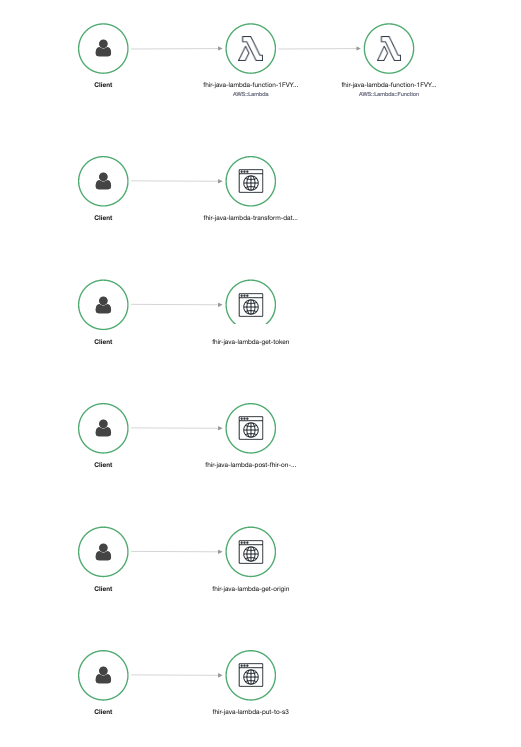 Client
fhir-java-lambda-function-1FVY...
AWS::Lambda
fhir-java-lambda-function-1FVY...
AWS::Lambda::Function
Client
fhir-java-lambda-transform-dat...
Client
fhir-java-lambda-get-token
Client
fhir-java-lambda-post-fhir-on-...
Client
fhir-java-lambda-get-origin
Client
fhir-java-lambda-put-to-s3